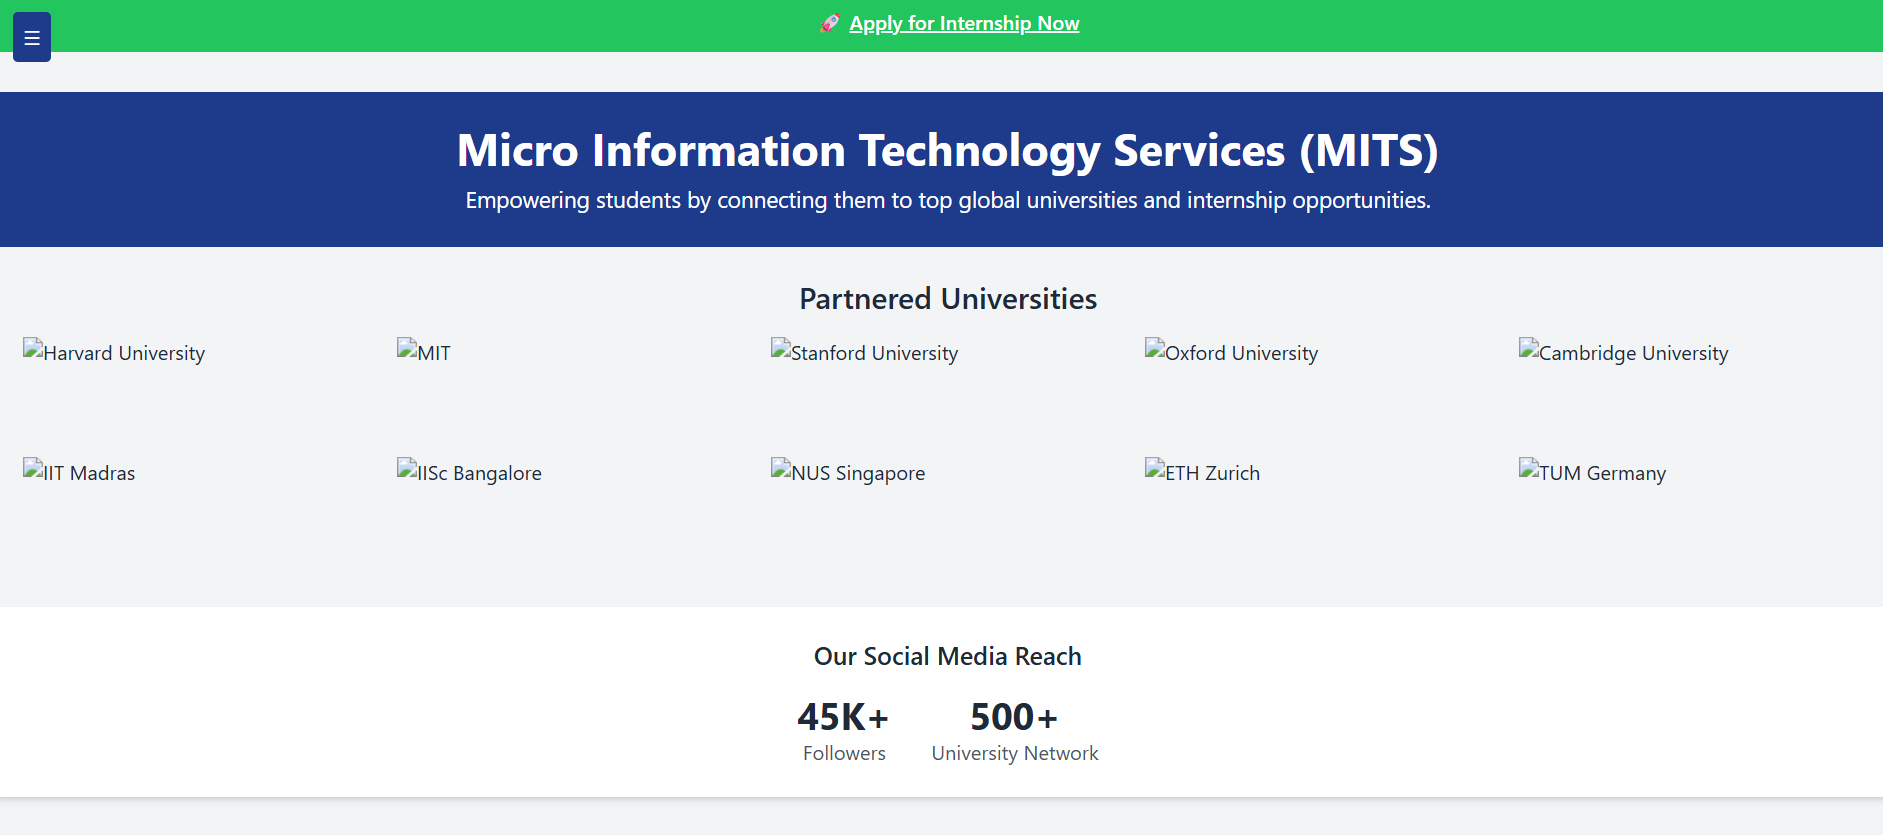 ☰
🚀 Apply for Internship Now
Micro Information Technology Services (MITS)
Empowering students by connecting them to top global universities and internship opportunities.
Partnered Universities
Harvard University MIT Stanford University Oxford University Cambridge University
IIT Madras IISc Bangalore NUS Singapore ETH Zurich TUM Germany
Our Social Media Reach
45K+ 500+
Followers University Network